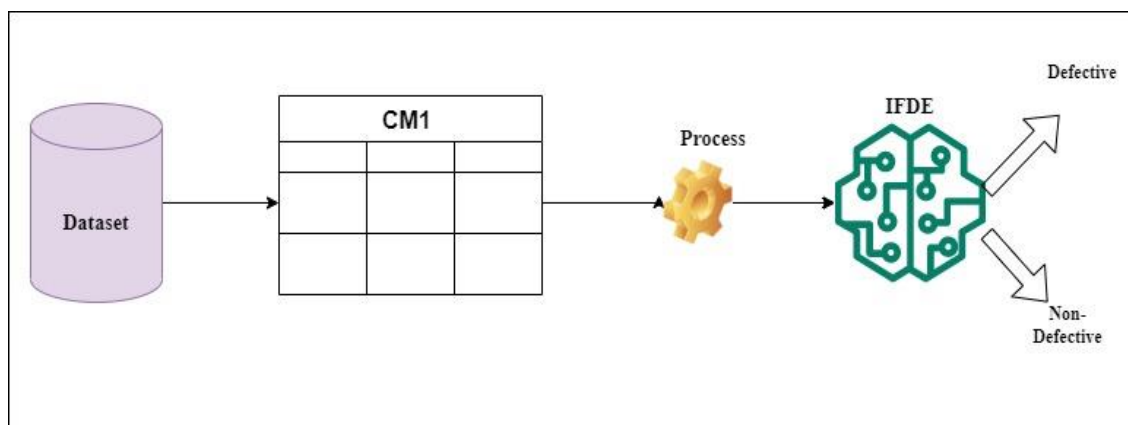 Dataset
CM1
Process
IFDE
Defective
Non-
Defective